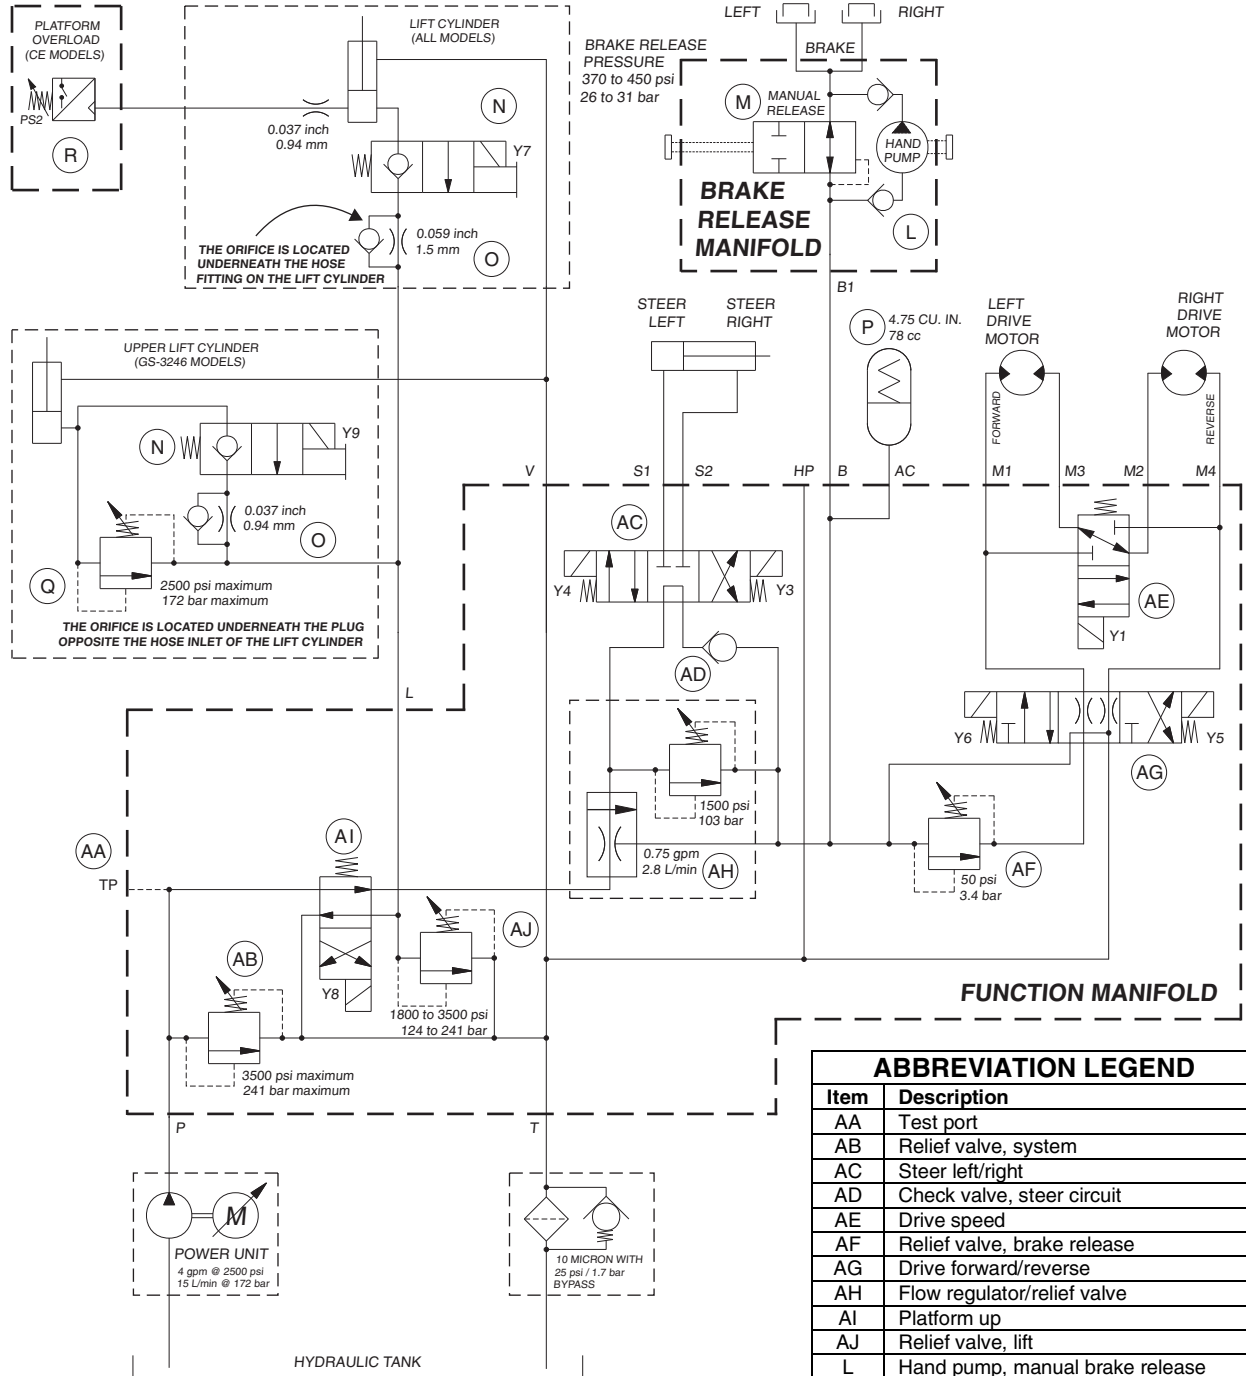 PLATFORM
OVERLOAD
(CE MODELS)
PS2
R
LIFT CYLINDER
(ALL MODELS)
0.037 inch
0.94 mm
N
Y7
THE ORIFICE IS LOCATED
UNDERNEATH THE HOSE
FITTING ON THE LIFT CYLINDER
0.059 inch
1.5 mm
O
LEFT
RIGHT
BRAKE
BRAKE RELEASE
PRESSURE
370 to 450 psi
26 to 31 bar
M
MANUAL
RELEASE
HAND
PUMP
BRAKE
RELEASE
MANIFOLD
L
B1
UPPER LIFT CYLINDER
(GS-3246 MODELS)
N
Y9
0.037 inch
0.94 mm
O
Q
2500 psi maximum
172 bar maximum
THE ORIFICE IS LOCATED UNDERNEATH THE PLUG
OPPOSITE THE HOSE INLET OF THE LIFT CYLINDER
STEER
LEFT
STEER
RIGHT
P
4.75 CU. IN.
78 cc
LEFT
DRIVE
MOTOR
RIGHT
DRIVE
MOTOR
FORWARD
REVERSE
V
S1
S2
HP
B
AC
M1
M3
M2
M4
AC
Y4
Y3
AD
AE
Y1
L
Y6
Y5
AG
1500 psi
103 bar
0.75 gpm
2.8 L/min
AH
50 psi
3.4 bar
AF
AA
TP
AI
Y8
AJ
1800 to 3500 psi
124 to 241 bar
AB
3500 psi maximum
241 bar maximum
FUNCTION MANIFOLD
P
T
M
POWER UNIT
4 gpm @ 2500 psi
15 L/min @ 172 bar
10 MICRON WITH
25 psi / 1.7 bar
BYPASS
HYDRAULIC TANK
ABBREVIATION LEGEND
Item Description
AA Test port
AB Relief valve, system
AC Steer left/right
AD Check valve, steer circuit
AE Drive speed
AF Relief valve, brake release
AG Drive forward/reverse
AH Flow regulator/relief valve
AI Platform up
AJ Relief valve, lift
L Hand pump, manual brake release